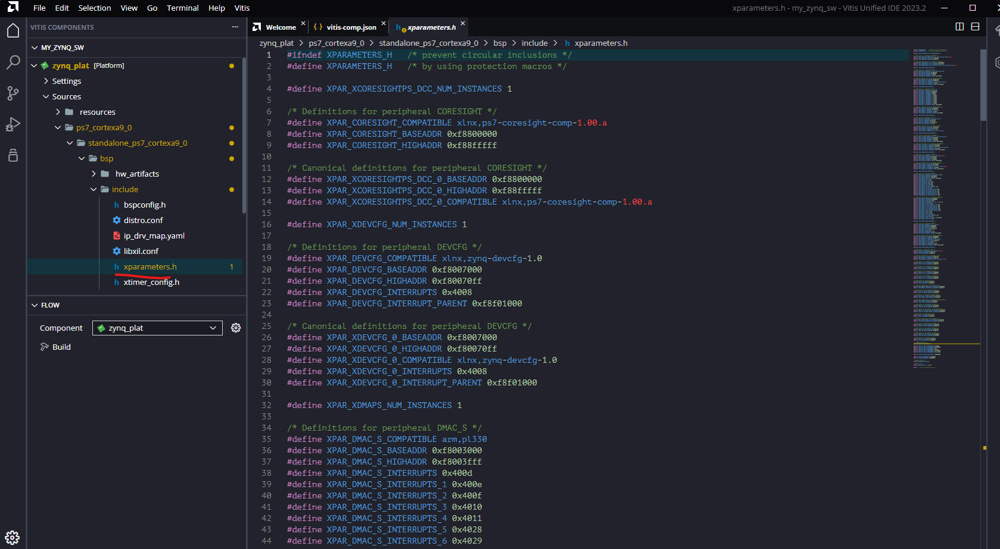 File Edit Selection View Go Terminal Help Vitis
xparameters.h - my_zynq_sw - Vitis Unified IDE 2023.2
VITIS COMPONENTS
MY_ZYNQ_SW
zynq_plat [Platform]
Settings
Sources
resources
ps7_cortexa9_0
standalone_ps7_cortexa9_0
bsp
hw_artifacts
include
bspconfig.h
distro.conf
ip_drv_map.yaml
libxil.conf
xparameters.h 1
xtimer_config.h
FLOW
Component zynq_plat
Build
Welcome vitis-comp.json xparameters.h
zynq_plat > ps7_cortexa9_0 > standalone_ps7_cortexa9_0 > bsp > include > h xparameters.h
1 #ifndef XPARAMETERS_H /* prevent circular inclusions */
2 #define XPARAMETERS_H /* by using protection macros */
3
4 #define XPAR_XCORESIGHTPS_DCC_NUM_INSTANCES 1
5
6 /* Definitions for peripheral CORESIGHT */
7 #define XPAR_CORESIGHT_COMPATIBLE xlnx,ps7-coresight-comp-1.00.a
8 #define XPAR_CORESIGHT_BASEADDR 0xf8800000
9 #define XPAR_CORESIGHT_HIGHADDR 0xf88fffff
10
11 /* Canonical definitions for peripheral CORESIGHT */
12 #define XPAR_XCORESIGHTPS_DCC_0_BASEADDR 0xf8800000
13 #define XPAR_XCORESIGHTPS_DCC_0_HIGHADDR 0xf88fffff
14 #define XPAR_XCORESIGHTPS_DCC_0_COMPATIBLE xlnx,ps7-coresight-comp-1.00.a
15
16 #define XPAR_XDEVCFG_NUM_INSTANCES 1
17
18 /* Definitions for peripheral DEVCFG */
19 #define XPAR_DEVCFG_COMPATIBLE xlnx,zynq-devcfg-1.0
20 #define XPAR_DEVCFG_BASEADDR 0xf8007000
21 #define XPAR_DEVCFG_HIGHADDR 0xf80070ff
22 #define XPAR_DEVCFG_INTERRUPTS 0x4008
23 #define XPAR_DEVCFG_INTERRUPT_PARENT 0xf8f01000
24
25 /* Canonical definitions for peripheral DEVCFG */
26 #define XPAR_XDEVCFG_0_BASEADDR 0xf8007000
27 #define XPAR_XDEVCFG_0_HIGHADDR 0xf80070ff
28 #define XPAR_XDEVCFG_0_COMPATIBLE xlnx,zynq-devcfg-1.0
29 #define XPAR_XDEVCFG_0_INTERRUPTS 0x4008
30 #define XPAR_XDEVCFG_0_INTERRUPT_PARENT 0xf8f01000
31
32 #define XPAR_XDMAPS_NUM_INSTANCES 1
33
34 /* Definitions for peripheral DMAC_S */
35 #define XPAR_DMAC_S_COMPATIBLE arm,pl330
36 #define XPAR_DMAC_S_BASEADDR 0xf8003000
37 #define XPAR_DMAC_S_HIGHADDR 0xf8003fff
38 #define XPAR_DMAC_S_INTERRUPTS 0x400d
39 #define XPAR_DMAC_S_INTERRUPTS_1 0x400e
40 #define XPAR_DMAC_S_INTERRUPTS_2 0x400f
41 #define XPAR_DMAC_S_INTERRUPTS_3 0x4010
42 #define XPAR_DMAC_S_INTERRUPTS_4 0x4011
43 #define XPAR_DMAC_S_INTERRUPTS_5 0x4028
44 #define XPAR_DMAC_S_INTERRUPTS_6 0x4029